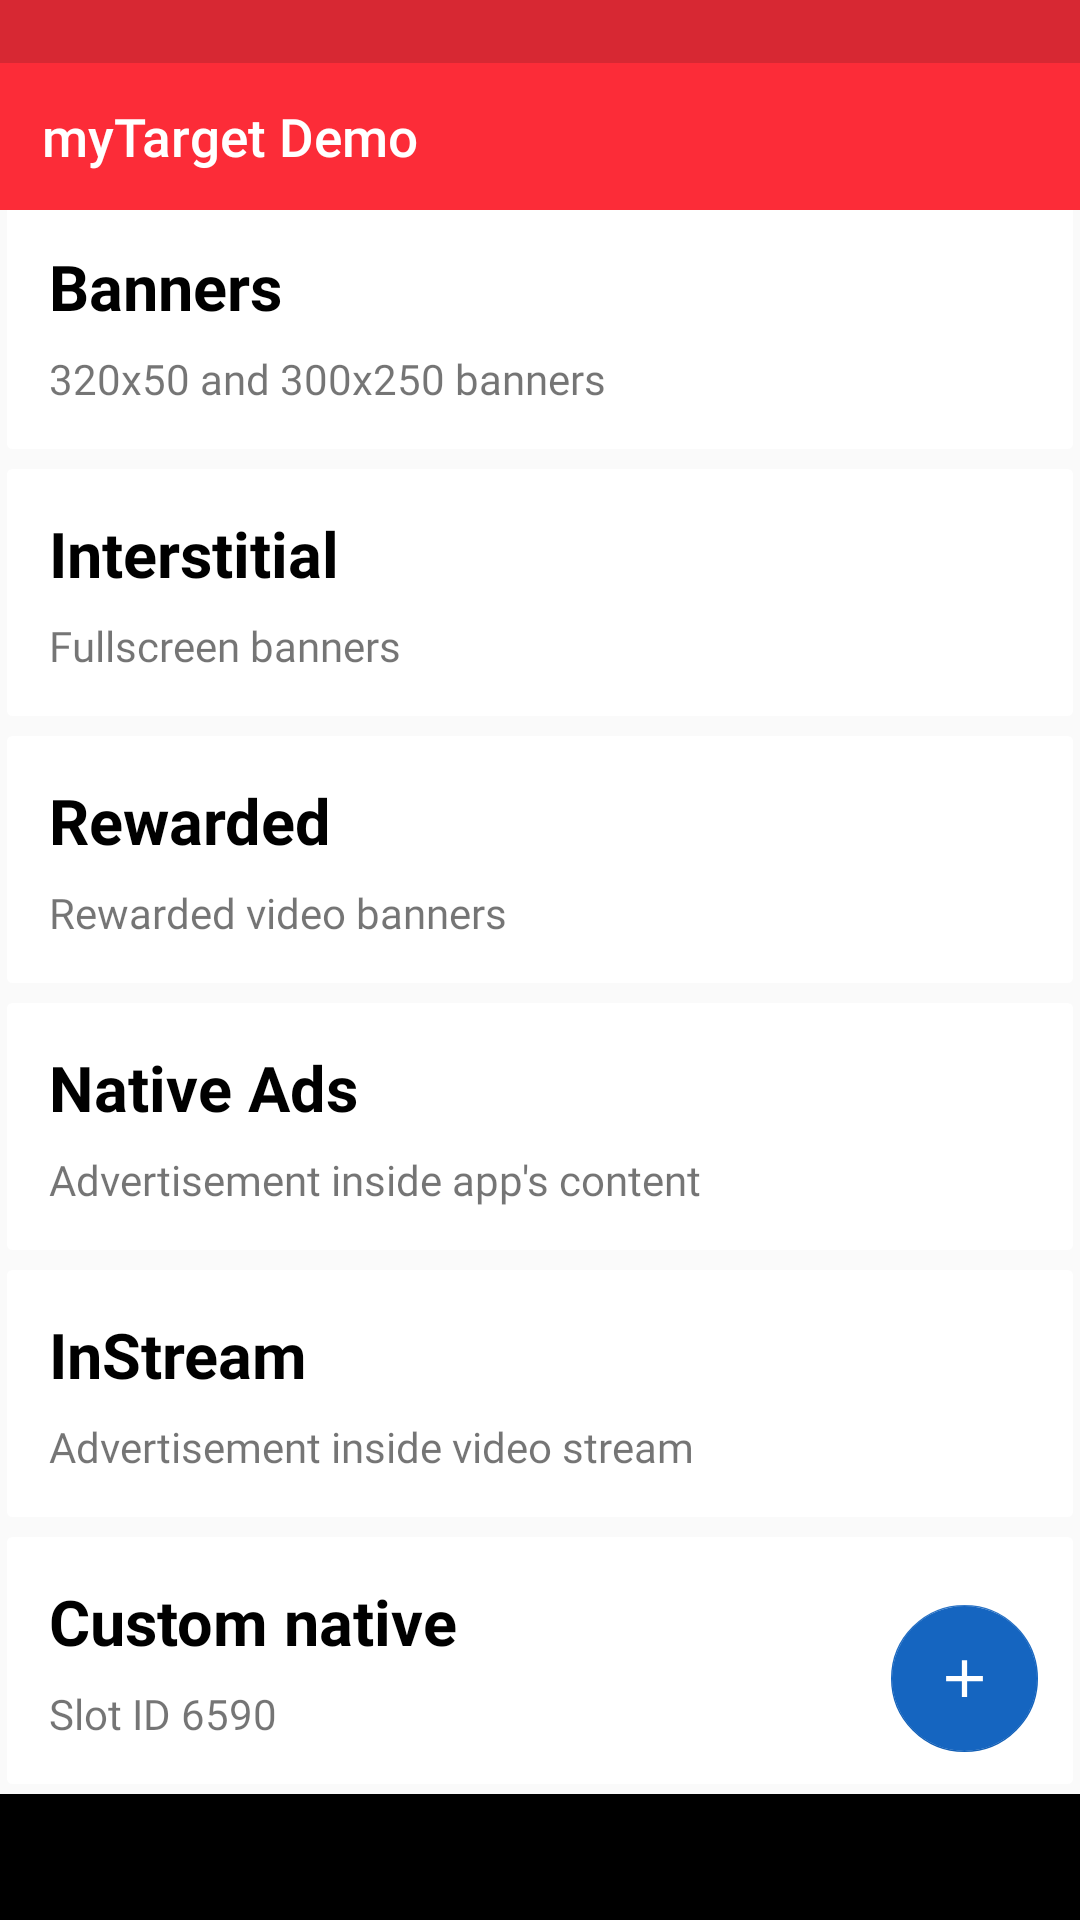 myTarget Demo
Banners
320x50 and 300x250 banners
Interstitial
Fullscreen banners
Rewarded
Rewarded video banners
Native Ads
Advertisement inside app's content
InStream
Advertisement inside video stream
Custom native
Slot ID 6590